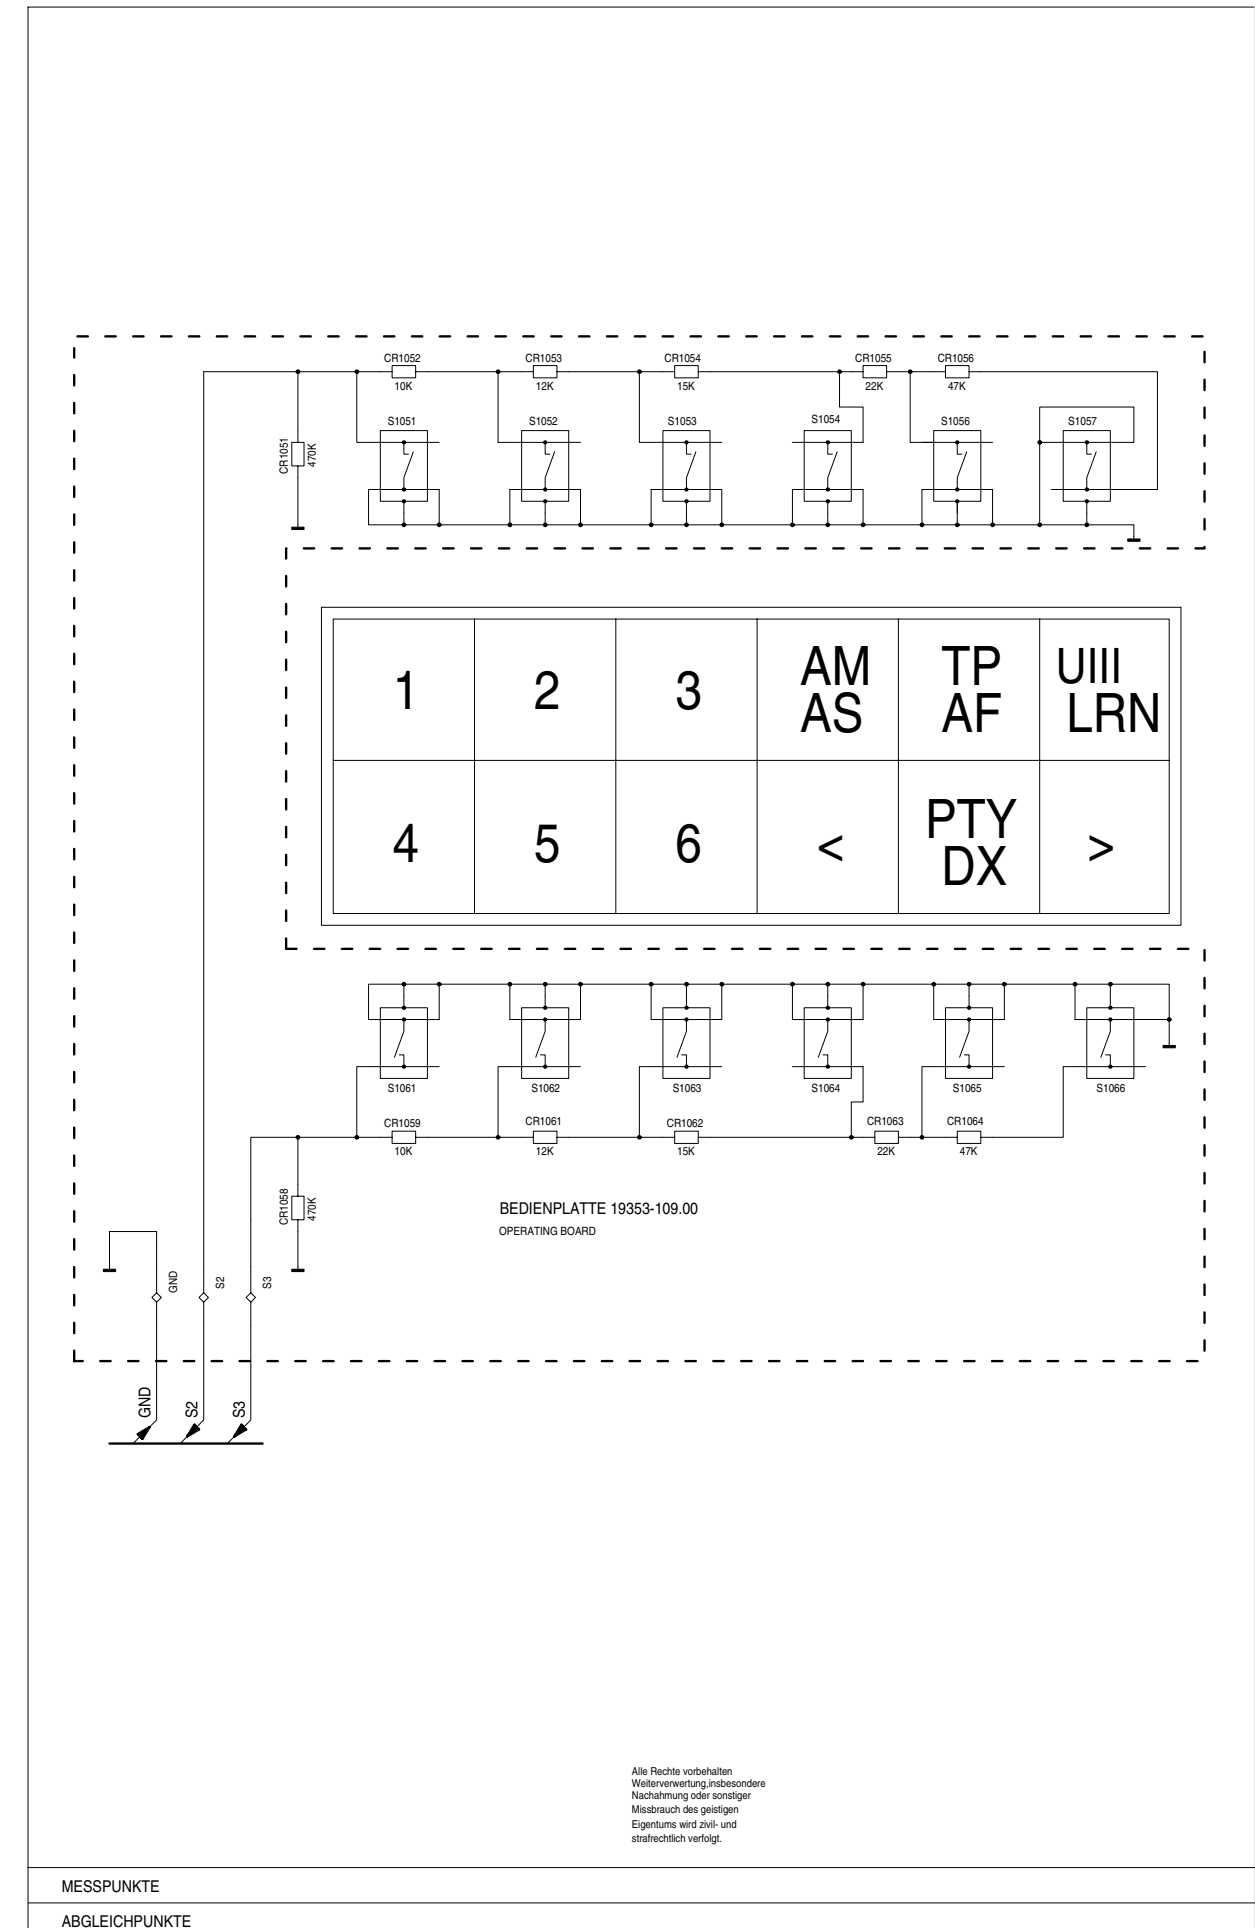 CR1052 CR1053 CR1054 CR1055 CR1056
10K 12K 15K 22K 47K
S1051 S1052 S1053 S1054 S1056 S1057
CR1051
470K
1 2 3 AM TP UIII
AS AF LRN
4 5 6 < PTY >
DX
S1061 S1062 S1063 S1064 S1065 S1066
CR1059 CR1061 CR1062 CR1063 CR1064
10K 12K 15K 22K 47K
CR1058
470K
BEDIENPLATTE 19353-109.00
OPERATING BOARD
GND S2 S3
GND S2 S3
Alle Rechte vorbehalten
Weiterverwertung,insbesondere
Nachahmung oder sonstiger
Missbrauch des geistigen
Eigentums wird zivil- und
strafrechtlich verfolgt.
MESSPUNKTE
ABGLEICHPUNKTE